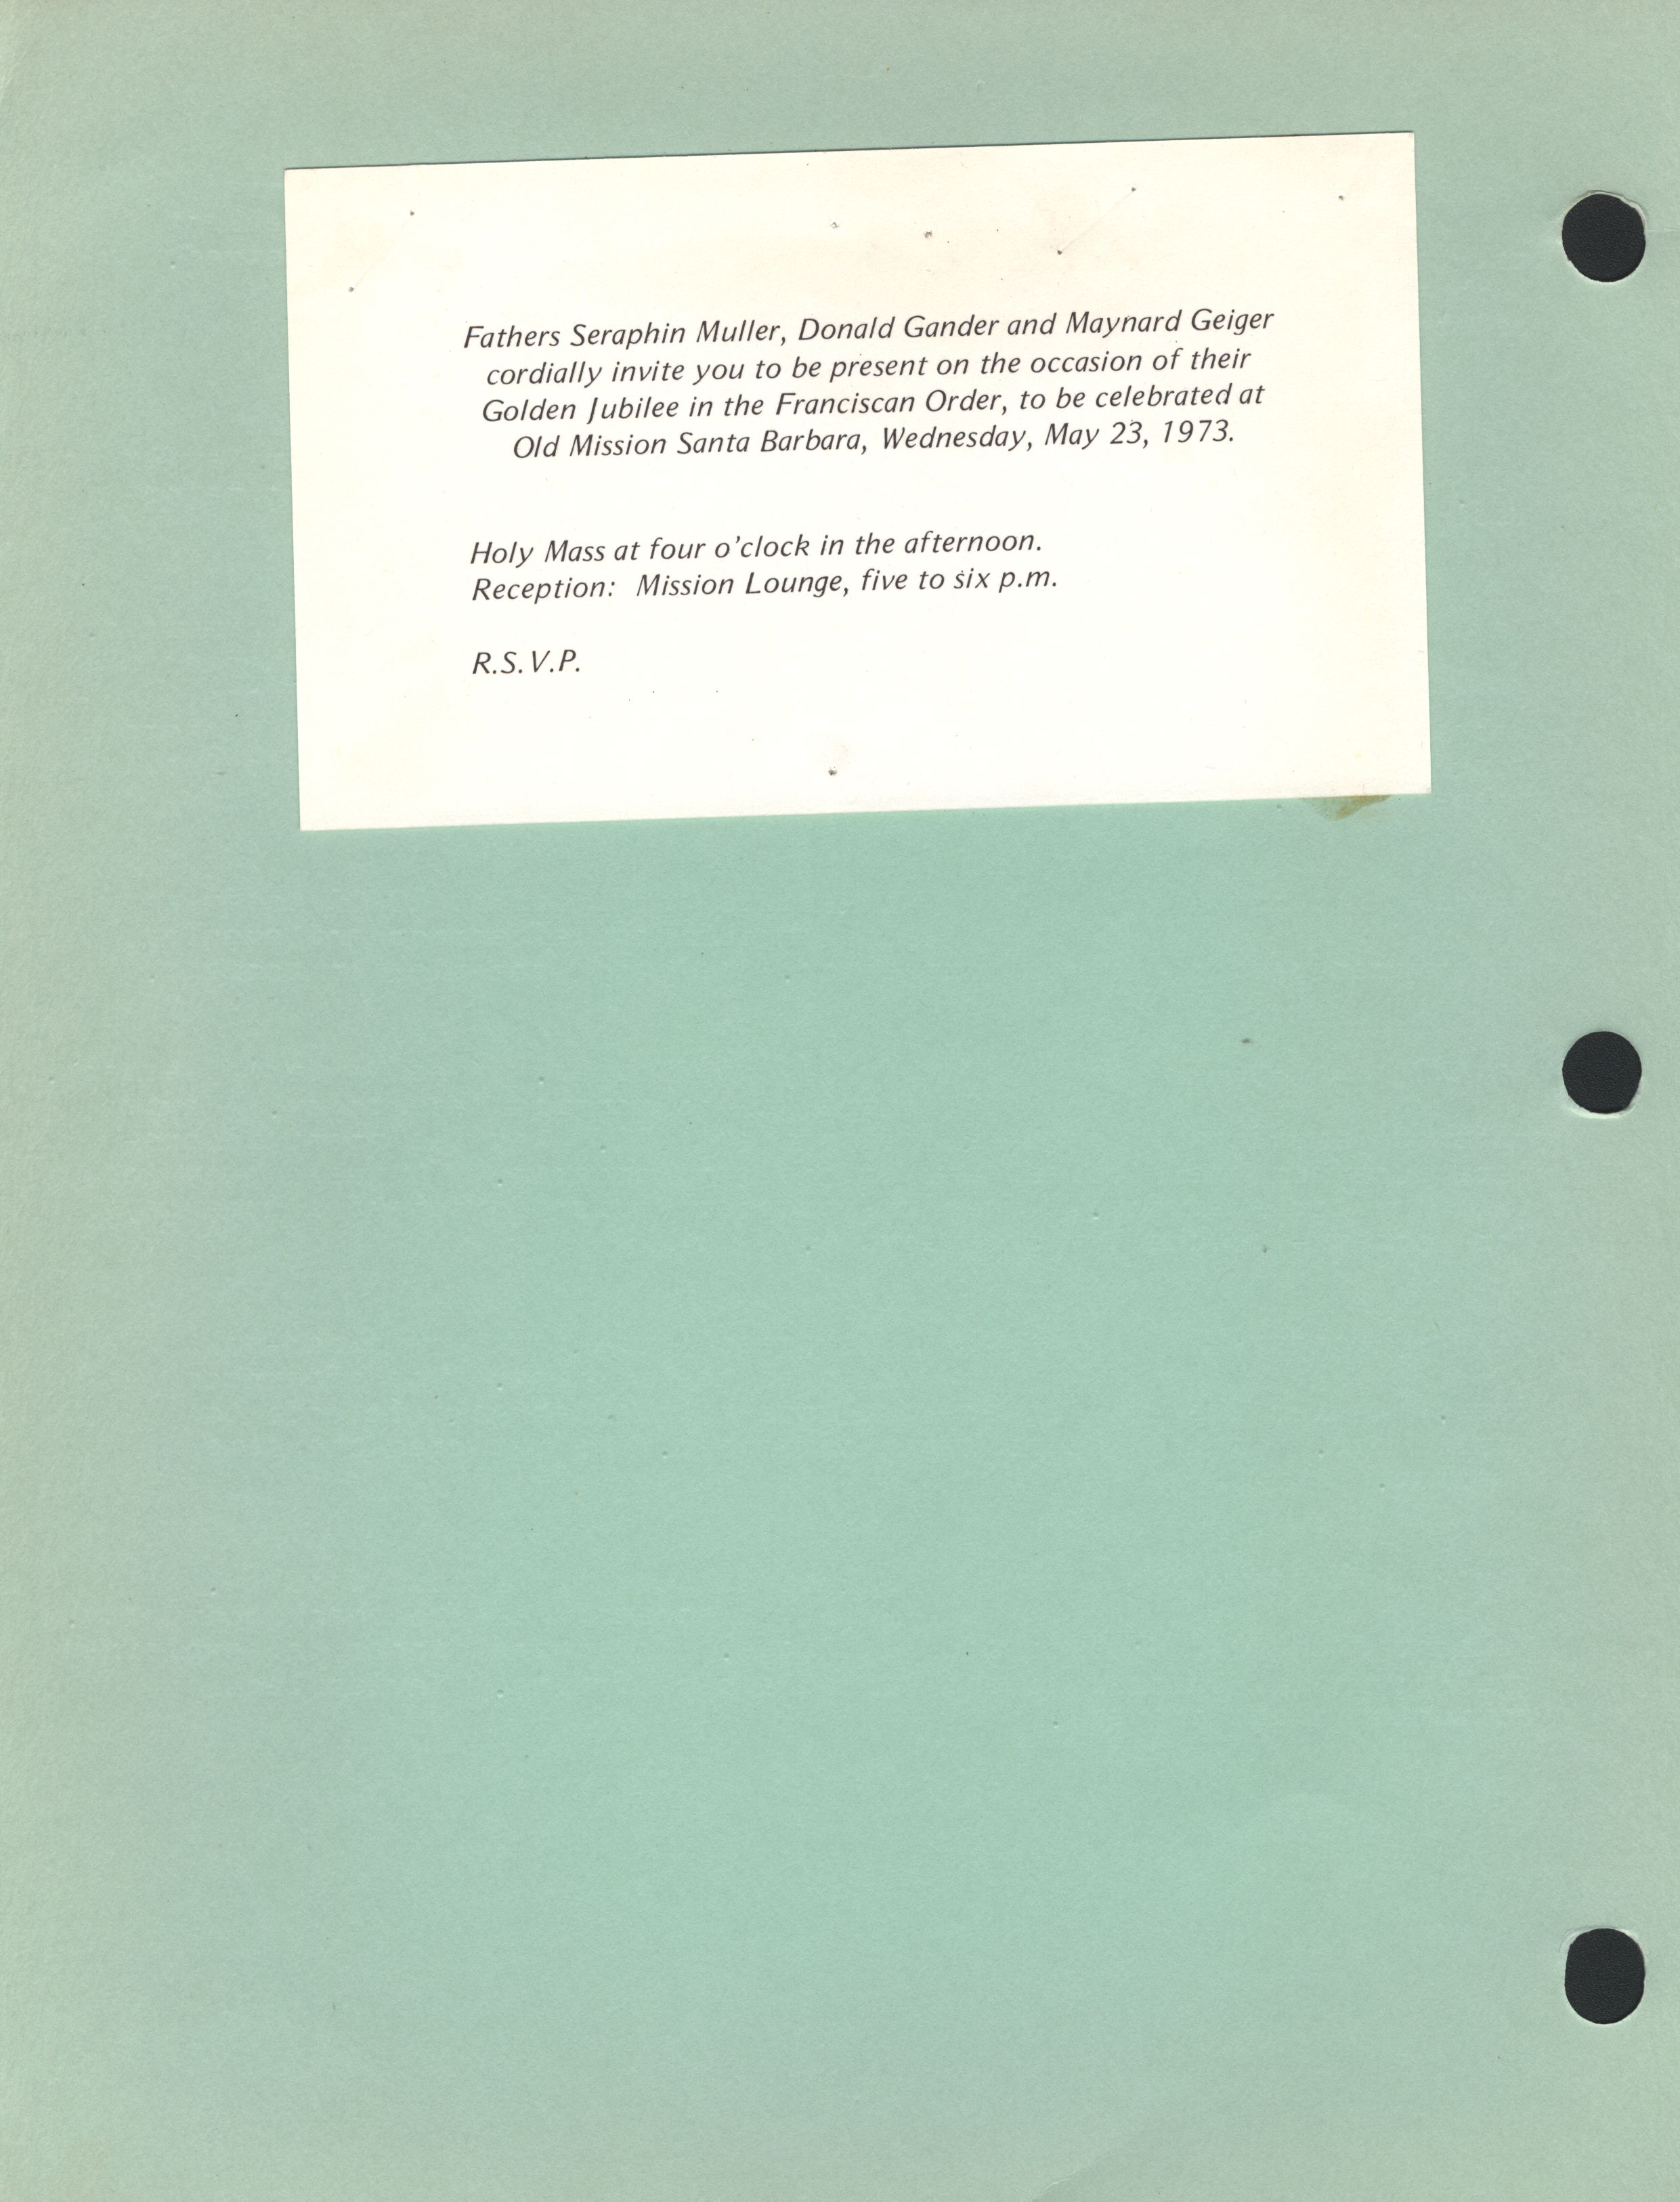 Fathers Seraphin Muller, Donald Gander and Maynard Geiger
cordially invite you to be present on the occasion of their
Golden Jubilee in the Franciscan Order, to be celebrated at
Old Mission Santa Barbara, Wednesday, May 23, 1973.
Holy Mass at four o'clock in the afternoon.
Reception: Mission Lounge, five to six p.m.
R.S.V.P.